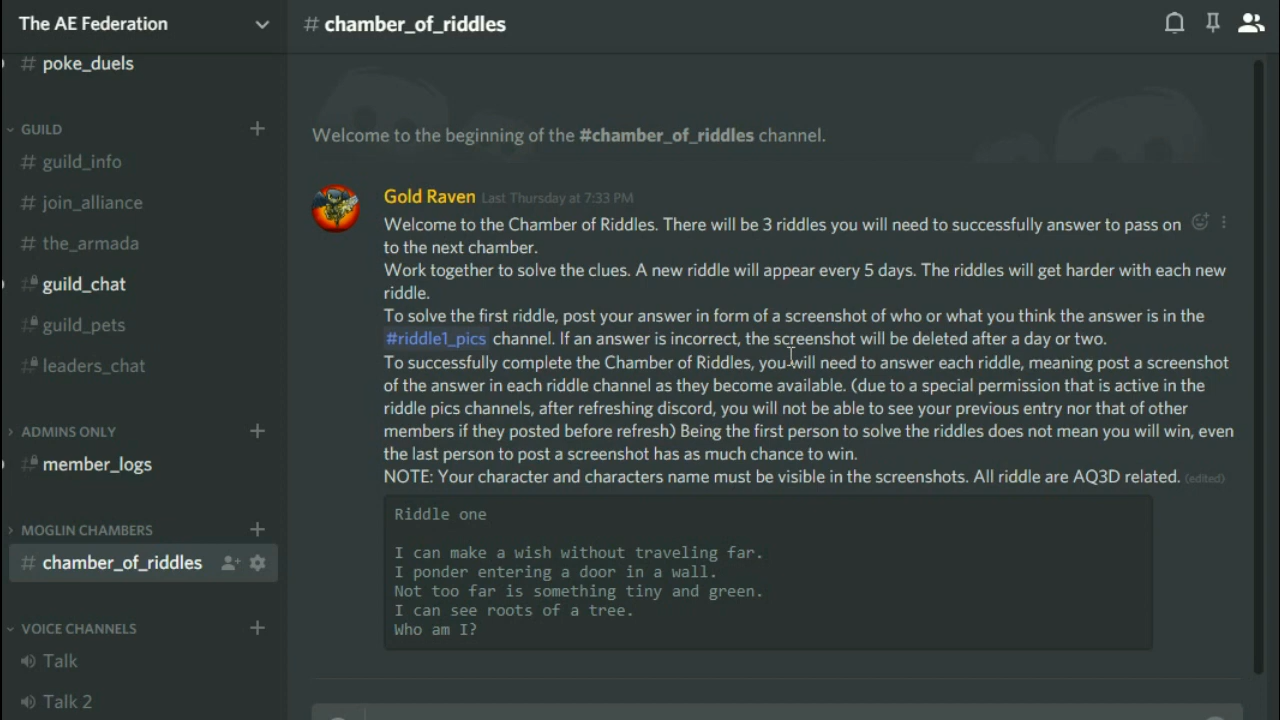 The AE Federation
# poke_duels
GUILD
# guild_info
# join_alliance
# the_armada
# guild_chat
# guild_pets
# leaders_chat
ADMINS ONLY
# member_logs
MOGLIN CHAMBERS
# chamber_of_riddles
VOICE CHANNELS
Talk
Talk 2
# chamber_of_riddles
Welcome to the beginning of the #chamber_of_riddles channel.
Gold Raven Last Thursday at 7:33 PM
Welcome to the Chamber of Riddles. There will be 3 riddles you will need to successfully answer to pass on
to the next chamber.
Work together to solve the clues. A new riddle will appear every 5 days. The riddles will get harder with each new
riddle.
To solve the first riddle, post your answer in form of a screenshot of who or what you think the answer is in the
#riddle1_pics channel. If an answer is incorrect, the screenshot will be deleted after a day or two.
To successfully complete the Chamber of Riddles, you will need to answer each riddle, meaning post a screenshot
of the answer in each riddle channel as they become available. (due to a special permission that is active in the
riddle pics channels, after refreshing discord, you will not be able to see your previous entry nor that of other
members if they posted before refresh) Being the first person to solve the riddles does not mean you will win, even
the last person to post a screenshot has as much chance to win.
NOTE: Your character and characters name must be visible in the screenshots. All riddle are AQ3D related. (edited)
Riddle one
I can make a wish without traveling far.
I ponder entering a door in a wall.
Not too far is something tiny and green.
I can see roots of a tree.
Who am I?